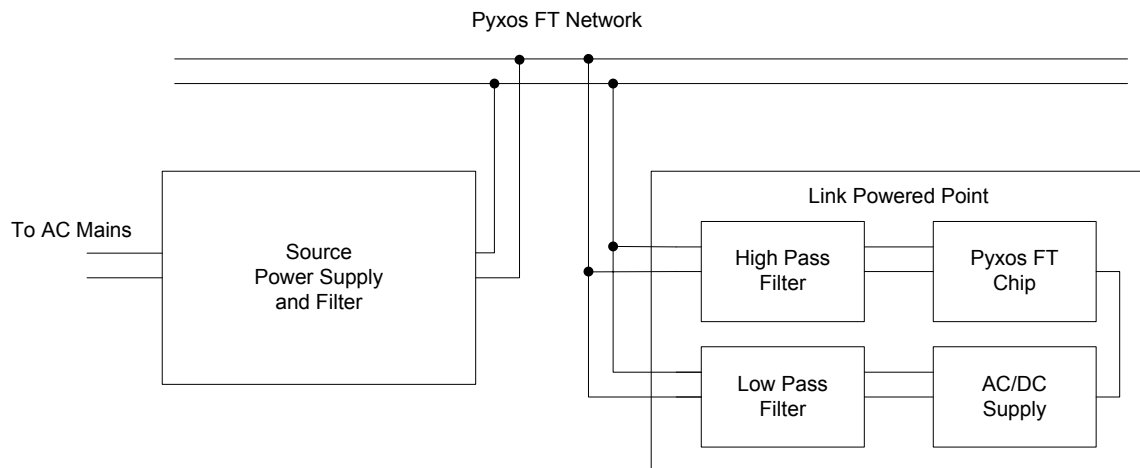 Pyxos FT Network
To AC Mains
Source
Power Supply
and Filter
Link Powered Point
High Pass
Filter
Pyxos FT
Chip
Low Pass
Filter
AC/DC
Supply